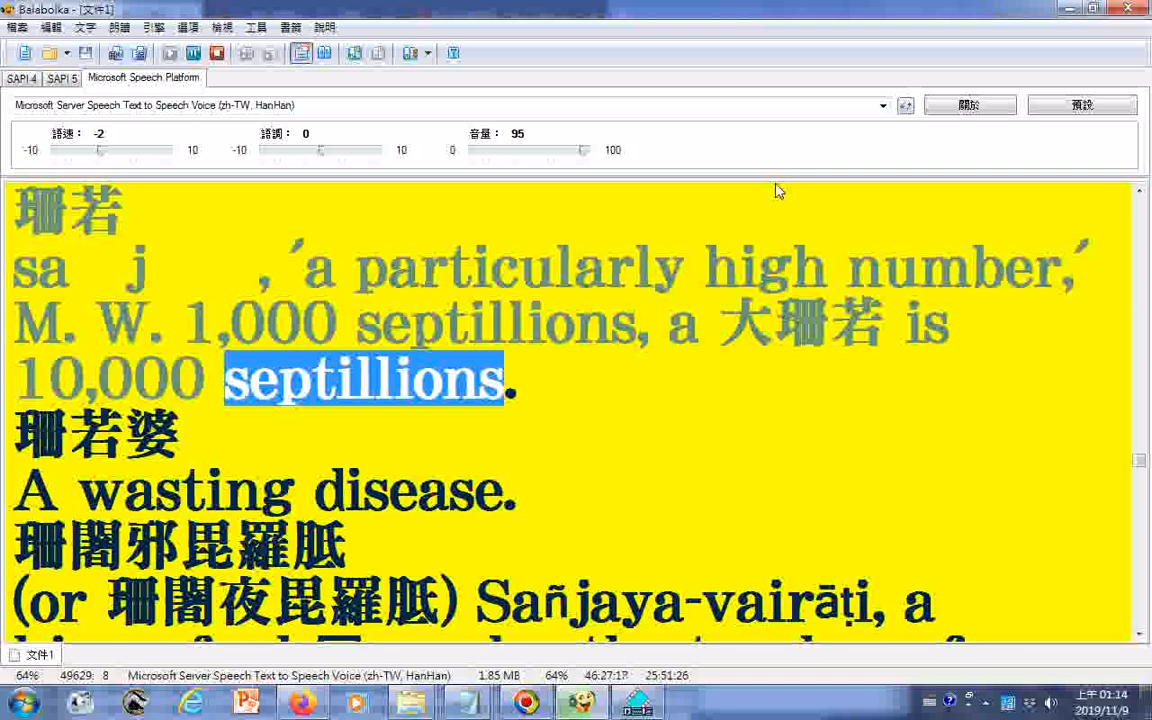 Balabolka - [文件1]
檔案 編輯 文字 朗讀 引擎 選項 檢視 工具 書籤 說明
SAPI 4 SAPI 5 Microsoft Speech Platform
Microsoft Server Speech Text to Speech Voice (zh-TW, HanHan) 關於 預設
語速： -2 語調： 0 音量： 95
-10 10 -10 10 0 100
珊若
sa j , ′a particularly high number,′
M. W. 1,000 septillions, a 大珊若 is
10,000 septillions.
珊若婆
A wasting disease.
珊闍邪毘羅胝
(or 珊闍夜毘羅胝) Sañjaya-vairāṭi, a
文件1
64% 49629: 8 Microsoft Server Speech Text to Speech Voice (zh-TW, HanHan) 1.85 MB 64% 46:27:18 25:51:26
上午 01:14
2019/11/9